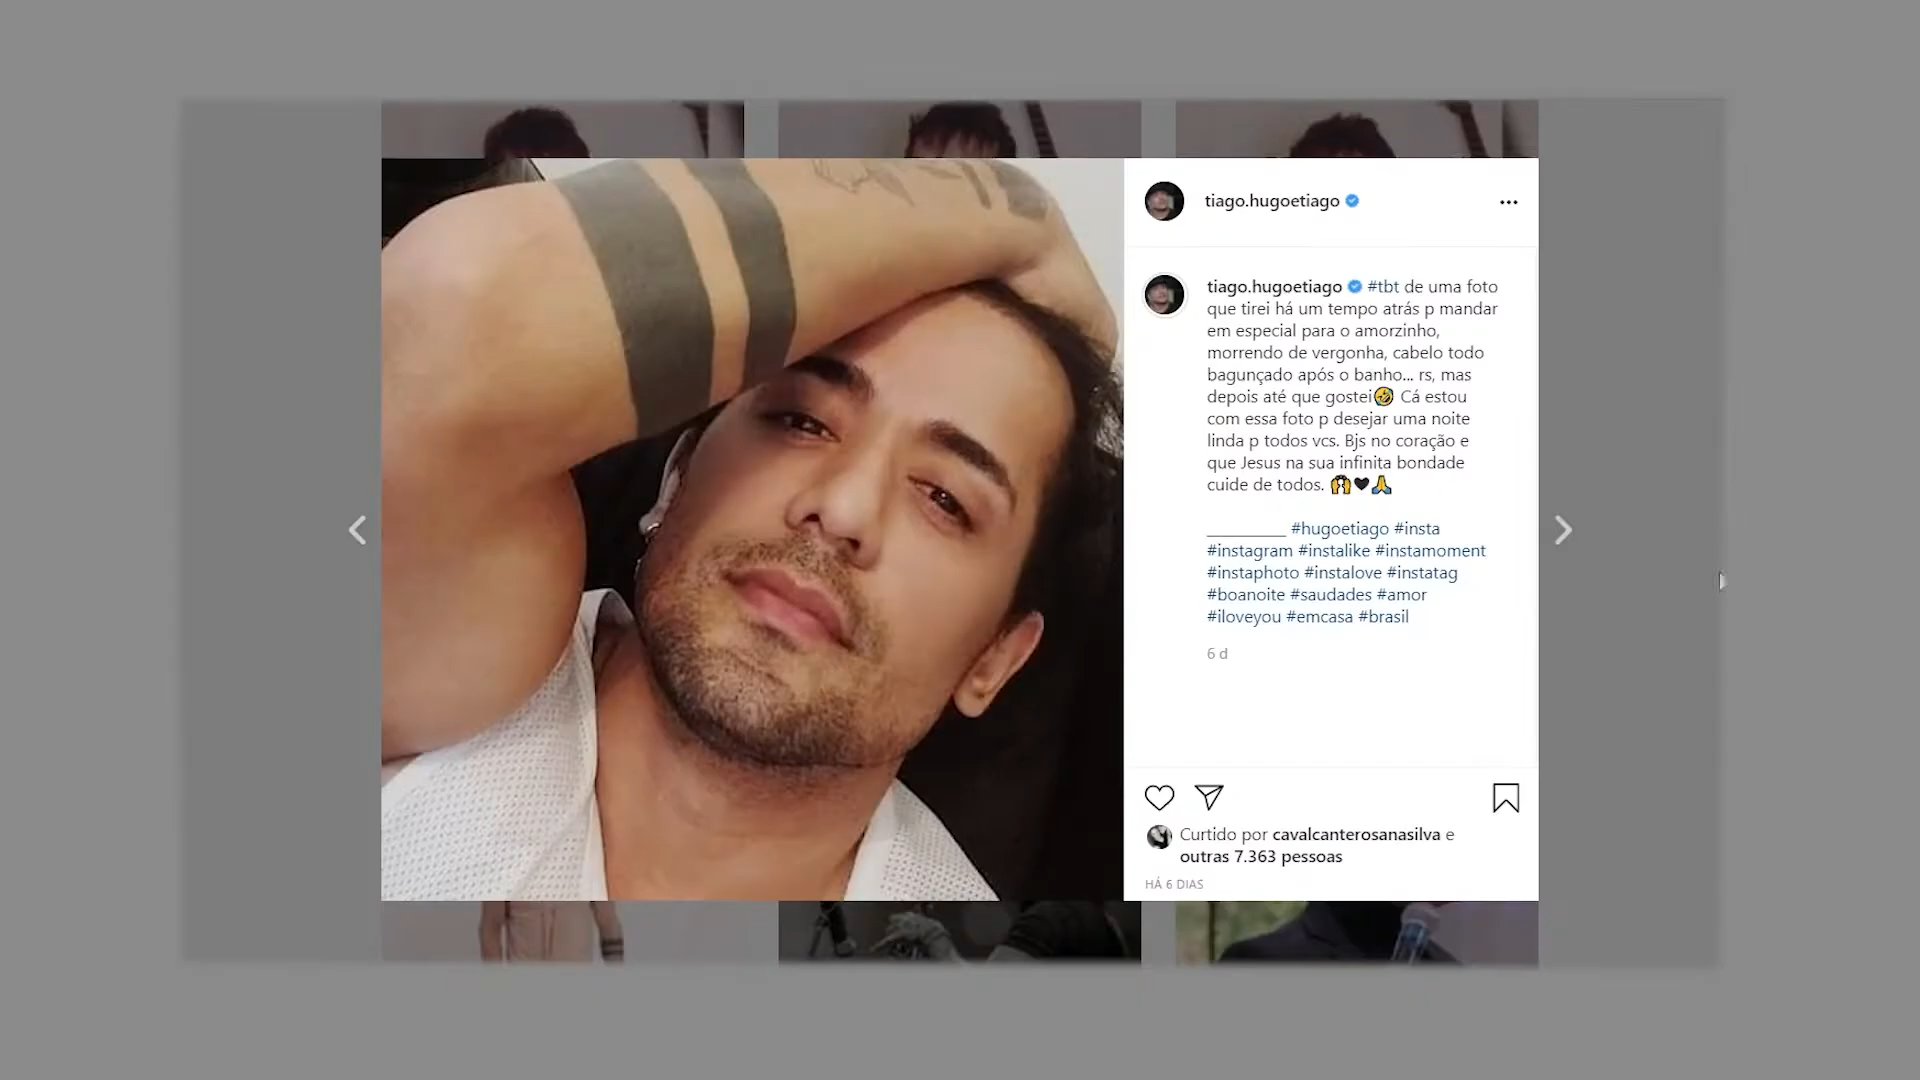 tiago.hugoetiago
tiago.hugoetiago #tbt de uma foto
que tirei há um tempo atrás p mandar
em especial para o amorzinho,
morrendo de vergonha, cabelo todo
bagunçado após o banho... rs, mas
depois até que gostei🤣 Cá estou
com essa foto p desejar uma noite
linda p todos vcs. Bjs no coração e
que Jesus na sua infinita bondade
cuide de todos. 🙌🖤🙏
__________ #hugoetiago #insta
#instagram #instalike #instamoment
#instaphoto #instalove #instatag
#boanoite #saudades #amor
#iloveyou #emcasa #brasil
6 d
Curtido por cavalcanterosanasilva e
outras 7.363 pessoas
HÁ 6 DIAS